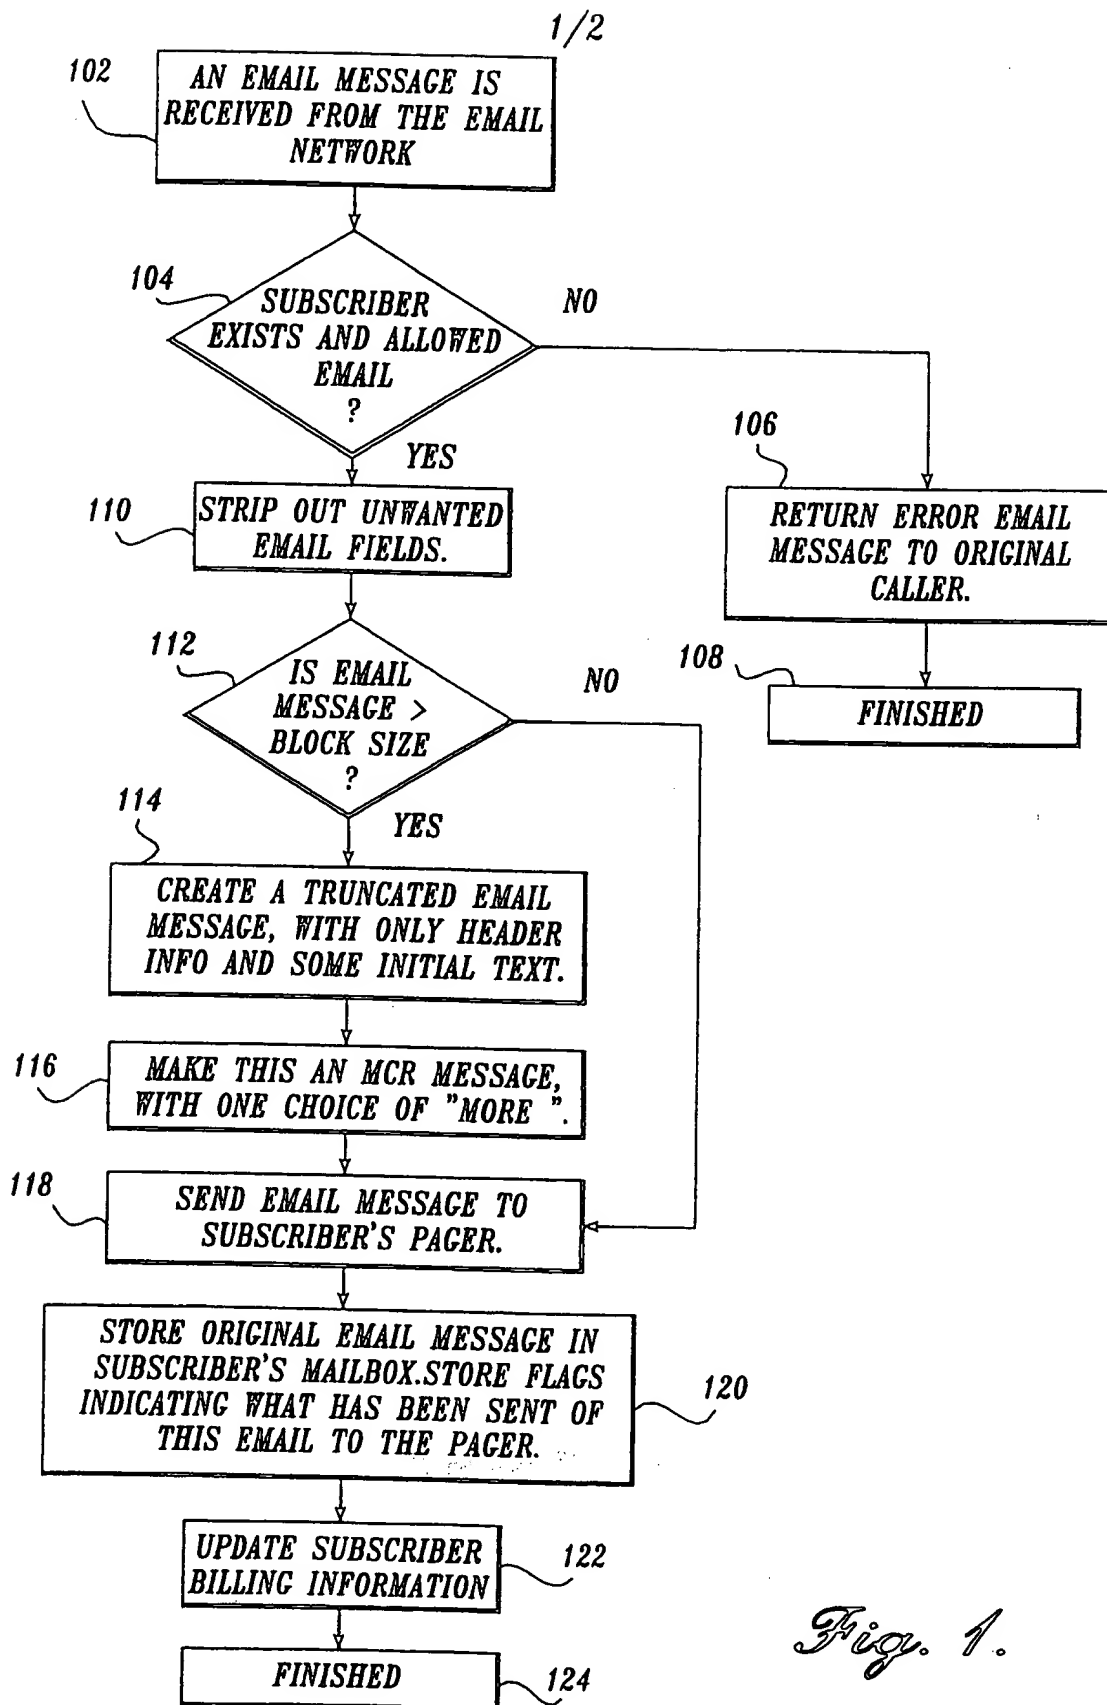 1/2
102
AN EMAIL MESSAGE IS
RECEIVED FROM THE EMAIL
NETWORK
104
SUBSCRIBER
EXISTS AND ALLOWED
EMAIL
?
NO
YES
106
RETURN ERROR EMAIL
MESSAGE TO ORIGINAL
CALLER.
108
FINISHED
110
STRIP OUT UNWANTED
EMAIL FIELDS.
112
IS EMAIL
MESSAGE >
BLOCK SIZE
?
NO
YES
114
CREATE A TRUNCATED EMAIL
MESSAGE, WITH ONLY HEADER
INFO AND SOME INITIAL TEXT.
116
MAKE THIS AN MCR MESSAGE,
WITH ONE CHOICE OF "MORE ".
118
SEND EMAIL MESSAGE TO
SUBSCRIBER'S PAGER.
STORE ORIGINAL EMAIL MESSAGE IN
SUBSCRIBER'S MAILBOX.STORE FLAGS
INDICATING WHAT HAS BEEN SENT OF
THIS EMAIL TO THE PAGER.
120
UPDATE SUBSCRIBER
BILLING INFORMATION
122
FINISHED
124
Fig. 1.